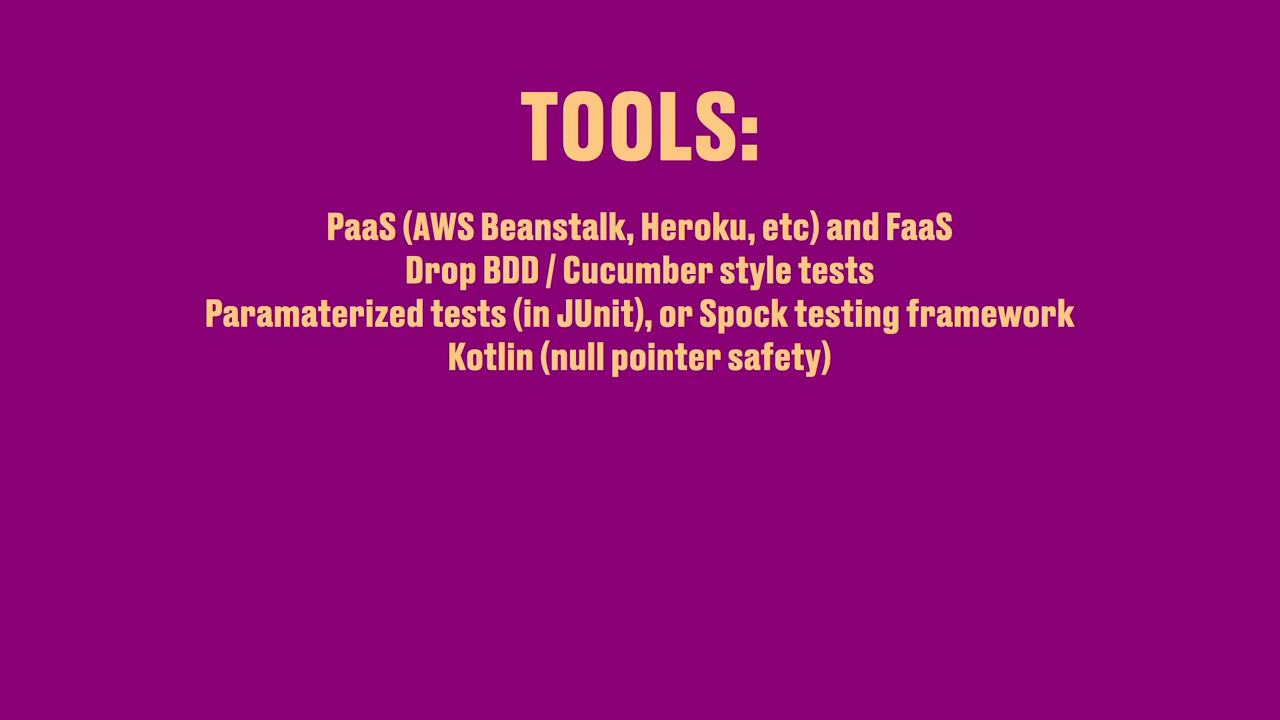 TOOLS:
PaaS (AWS Beanstalk, Heroku, etc) and FaaS
Drop BDD / Cucumber style tests
Paramaterized tests (in JUnit), or Spock testing framework
Kotlin (null pointer safety)